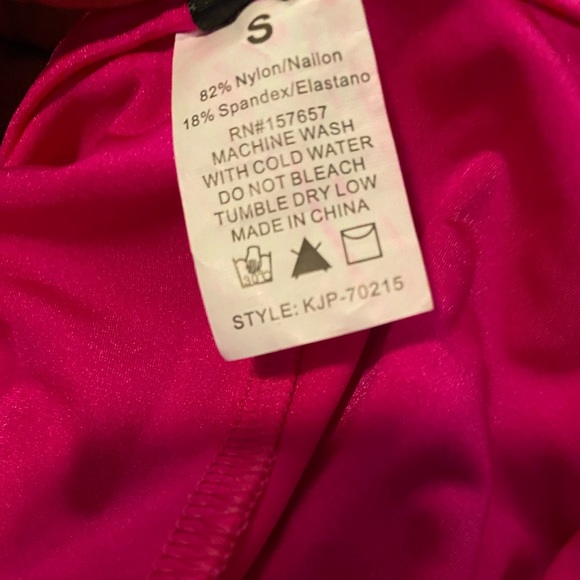 S
82% Nylon/Nailon
18% Spandex/Elastano
RN#157657
MACHINE WASH
WITH COLD WATER
DO NOT BLEACH
TUMBLE DRY LOW
MADE IN CHINA
30°C
STYLE: KJP-70215